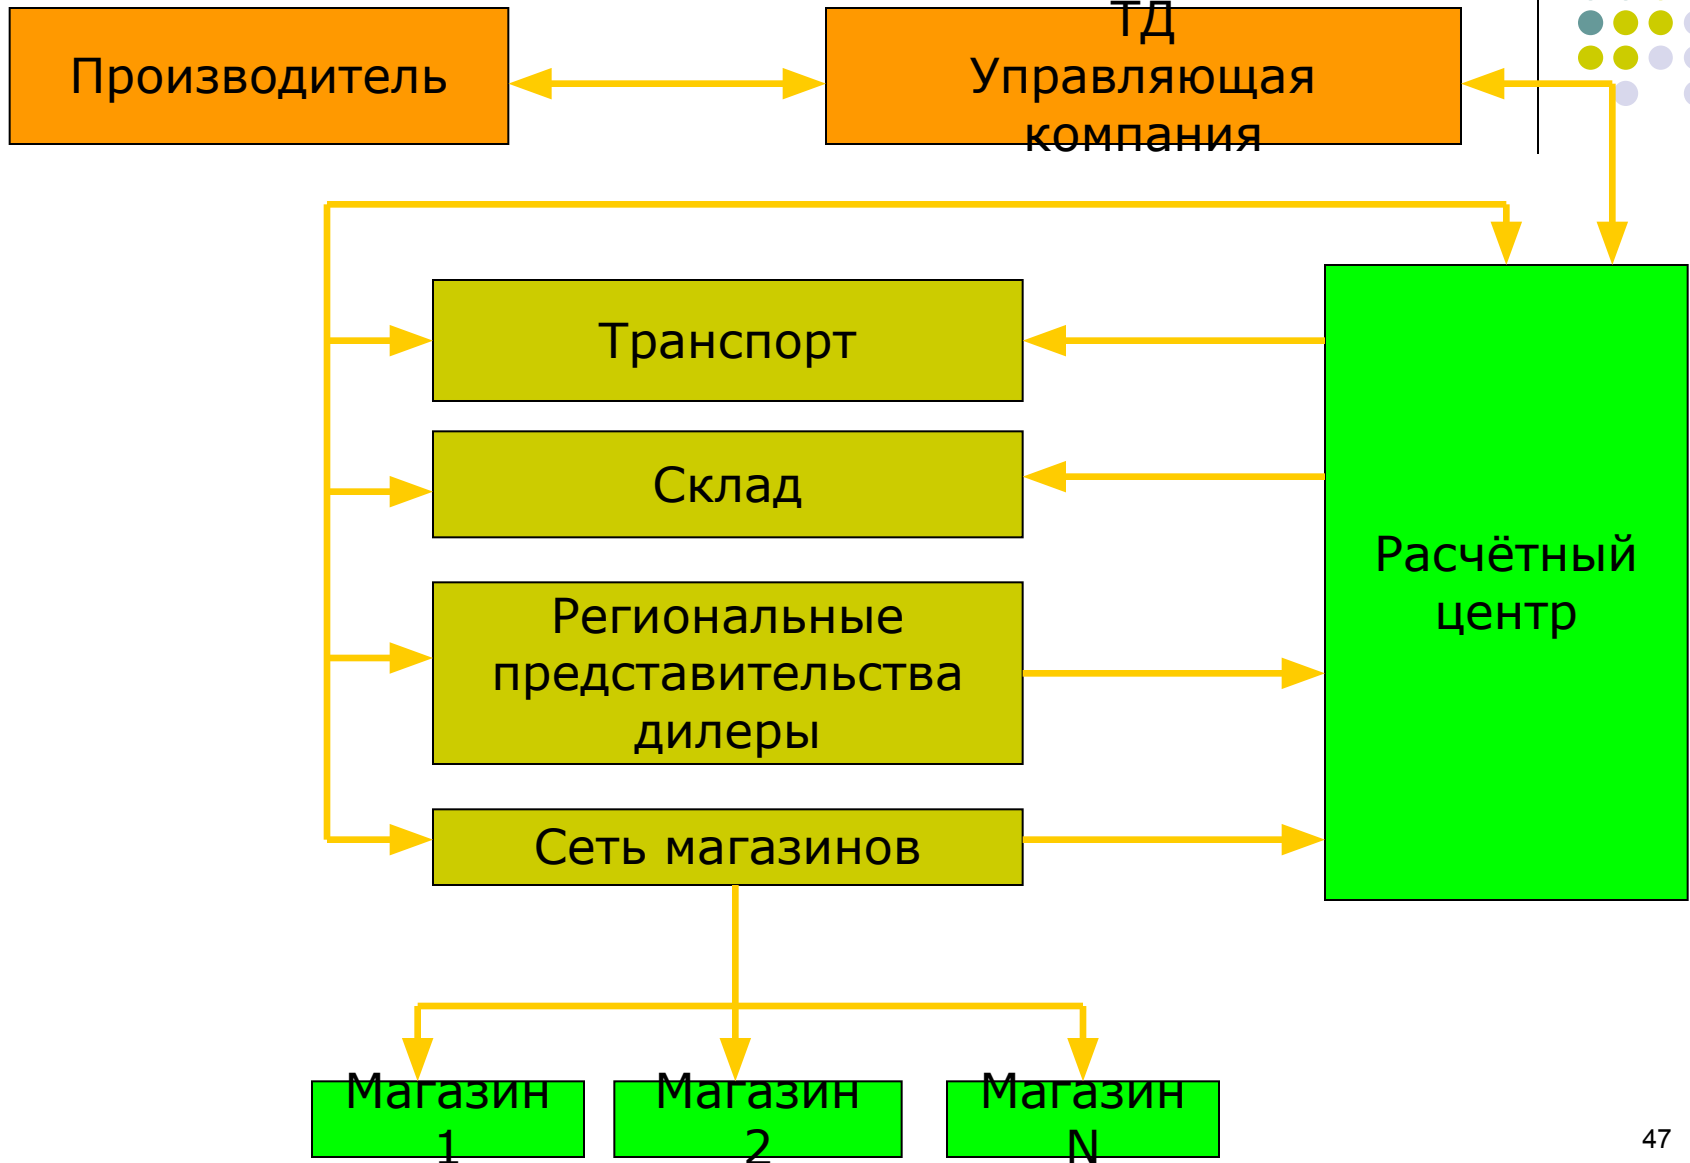 Производитель
ТД
Управляющая
компания
Транспорт
Склад
Региональные
представительства
дилеры
Сеть магазинов
Расчётный
центр
Магазин
1
Магазин
2
Магазин
N
47